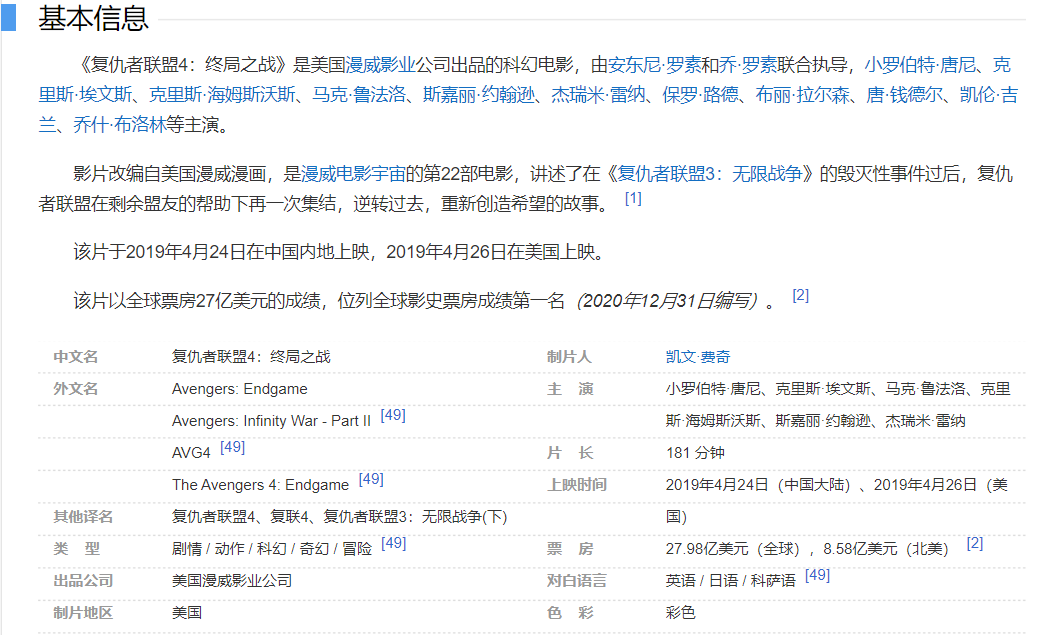 基本信息
《复仇者联盟4：终局之战》是美国漫威影业公司出品的科幻电影，由安东尼·罗素和乔·罗素联合执导，小罗伯特·唐尼、克
里斯·埃文斯、克里斯·海姆斯沃斯、马克·鲁法洛、斯嘉丽·约翰逊、杰瑞米·雷纳、保罗·路德、布丽·拉尔森、唐·钱德尔、凯伦·吉
兰、乔什·布洛林等主演。
影片改编自美国漫威漫画，是漫威电影宇宙的第22部电影，讲述了在《复仇者联盟3：无限战争》的毁灭性事件过后，复仇
者联盟在剩余盟友的帮助下再一次集结，逆转过去，重新创造希望的故事。 [1]
该片于2019年4月24日在中国内地上映，2019年4月26日在美国上映。
该片以全球票房27亿美元的成绩，位列全球影史票房成绩第一名（2020年12月31日编写）。 [2]
中文名 复仇者联盟4：终局之战
外文名 Avengers: Endgame
Avengers: Infinity War - Part II [49]
AVG4 [49]
The Avengers 4: Endgame [49]
其他译名 复仇者联盟4、复联4、复仇者联盟3：无限战争(下)
类 型 剧情 / 动作 / 科幻 / 奇幻 / 冒险 [49]
出品公司 美国漫威影业公司
制片地区 美国
制片人 凯文·费奇
主 演 小罗伯特·唐尼、克里斯·埃文斯、马克·鲁法洛、克里
斯·海姆斯沃斯、斯嘉丽·约翰逊、杰瑞米·雷纳
片 长 181 分钟
上映时间 2019年4月24日（中国大陆）、2019年4月26日（美
国）
票 房 27.98亿美元（全球），8.58亿美元（北美） [2]
对白语言 英语 / 日语 / 科萨语 [49]
色 彩 彩色